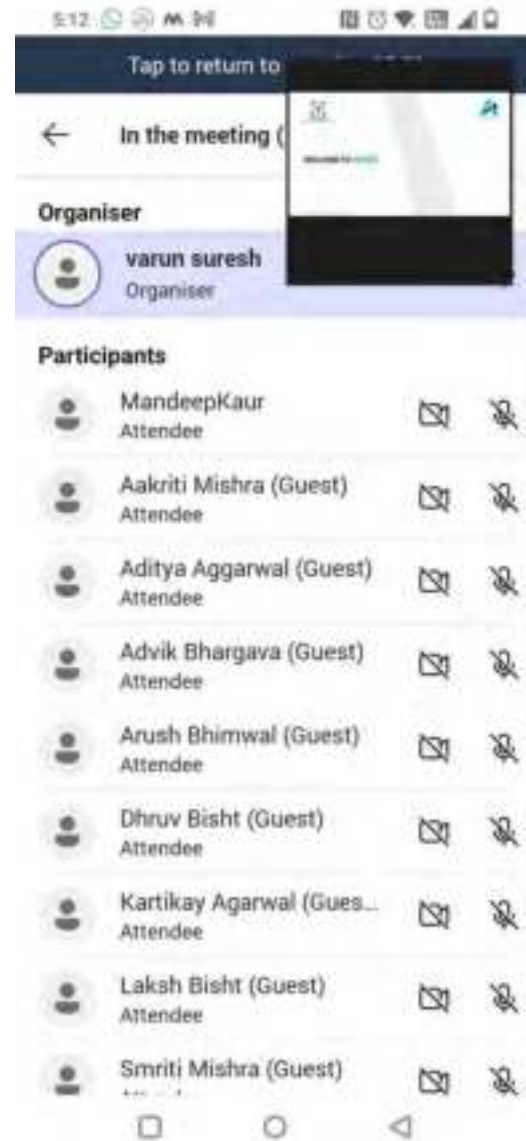 5:12
Tap to return to
In the meeting (
Organiser
varun suresh
Organiser
Participants
MandeepKaur
Attendee
Aakriti Mishra (Guest)
Attendee
Aditya Aggarwal (Guest)
Attendee
Advik Bhargava (Guest)
Attendee
Arush Bhimwal (Guest)
Attendee
Dhruv Bisht (Guest)
Attendee
Kartikay Agarwal (Gues...
Attendee
Laksh Bisht (Guest)
Attendee
Smriti Mishra (Guest)